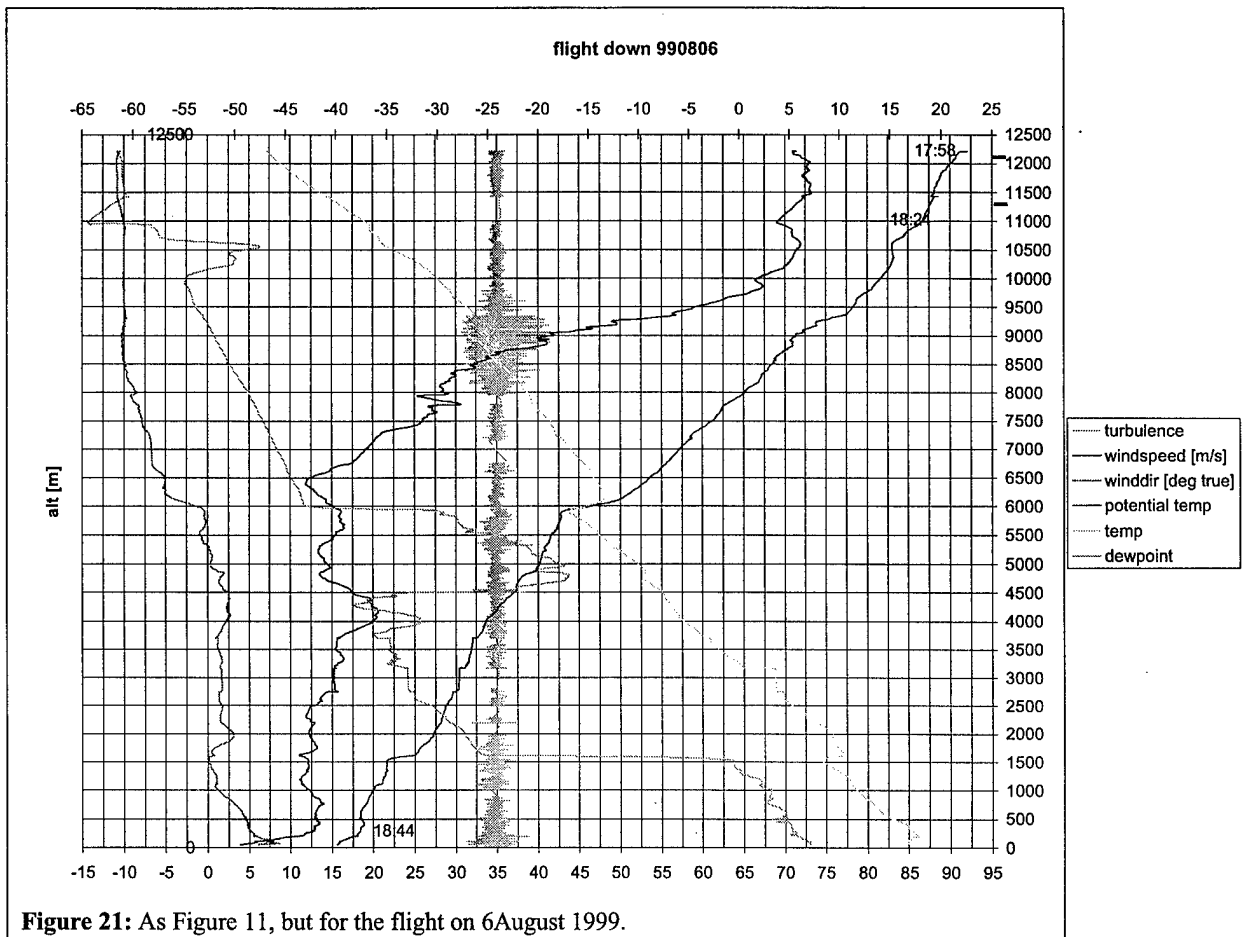 flight down 990806
-65 -60 -55 -50 -45 -40 -35 -30 -25 -20 -15 -10 -5 0 5 10 15 20 25
12500 17:58 12500
12000
11500
18:21 11000
10500
10000
9500
9000
8500
8000
7500
7000
alt [m]
6500
6000
5500
5000
4500
4000
3500
3000
2500
2000
1500
1000
18:44 500
0 0
-15 -10 -5 0 5 10 15 20 25 30 35 40 45 50 55 60 65 70 75 80 85 90 95
turbulence
windspeed [m/s]
winddir [deg true]
potential temp
temp
dewpoint
Figure 21: As Figure 11, but for the flight on 6August 1999.